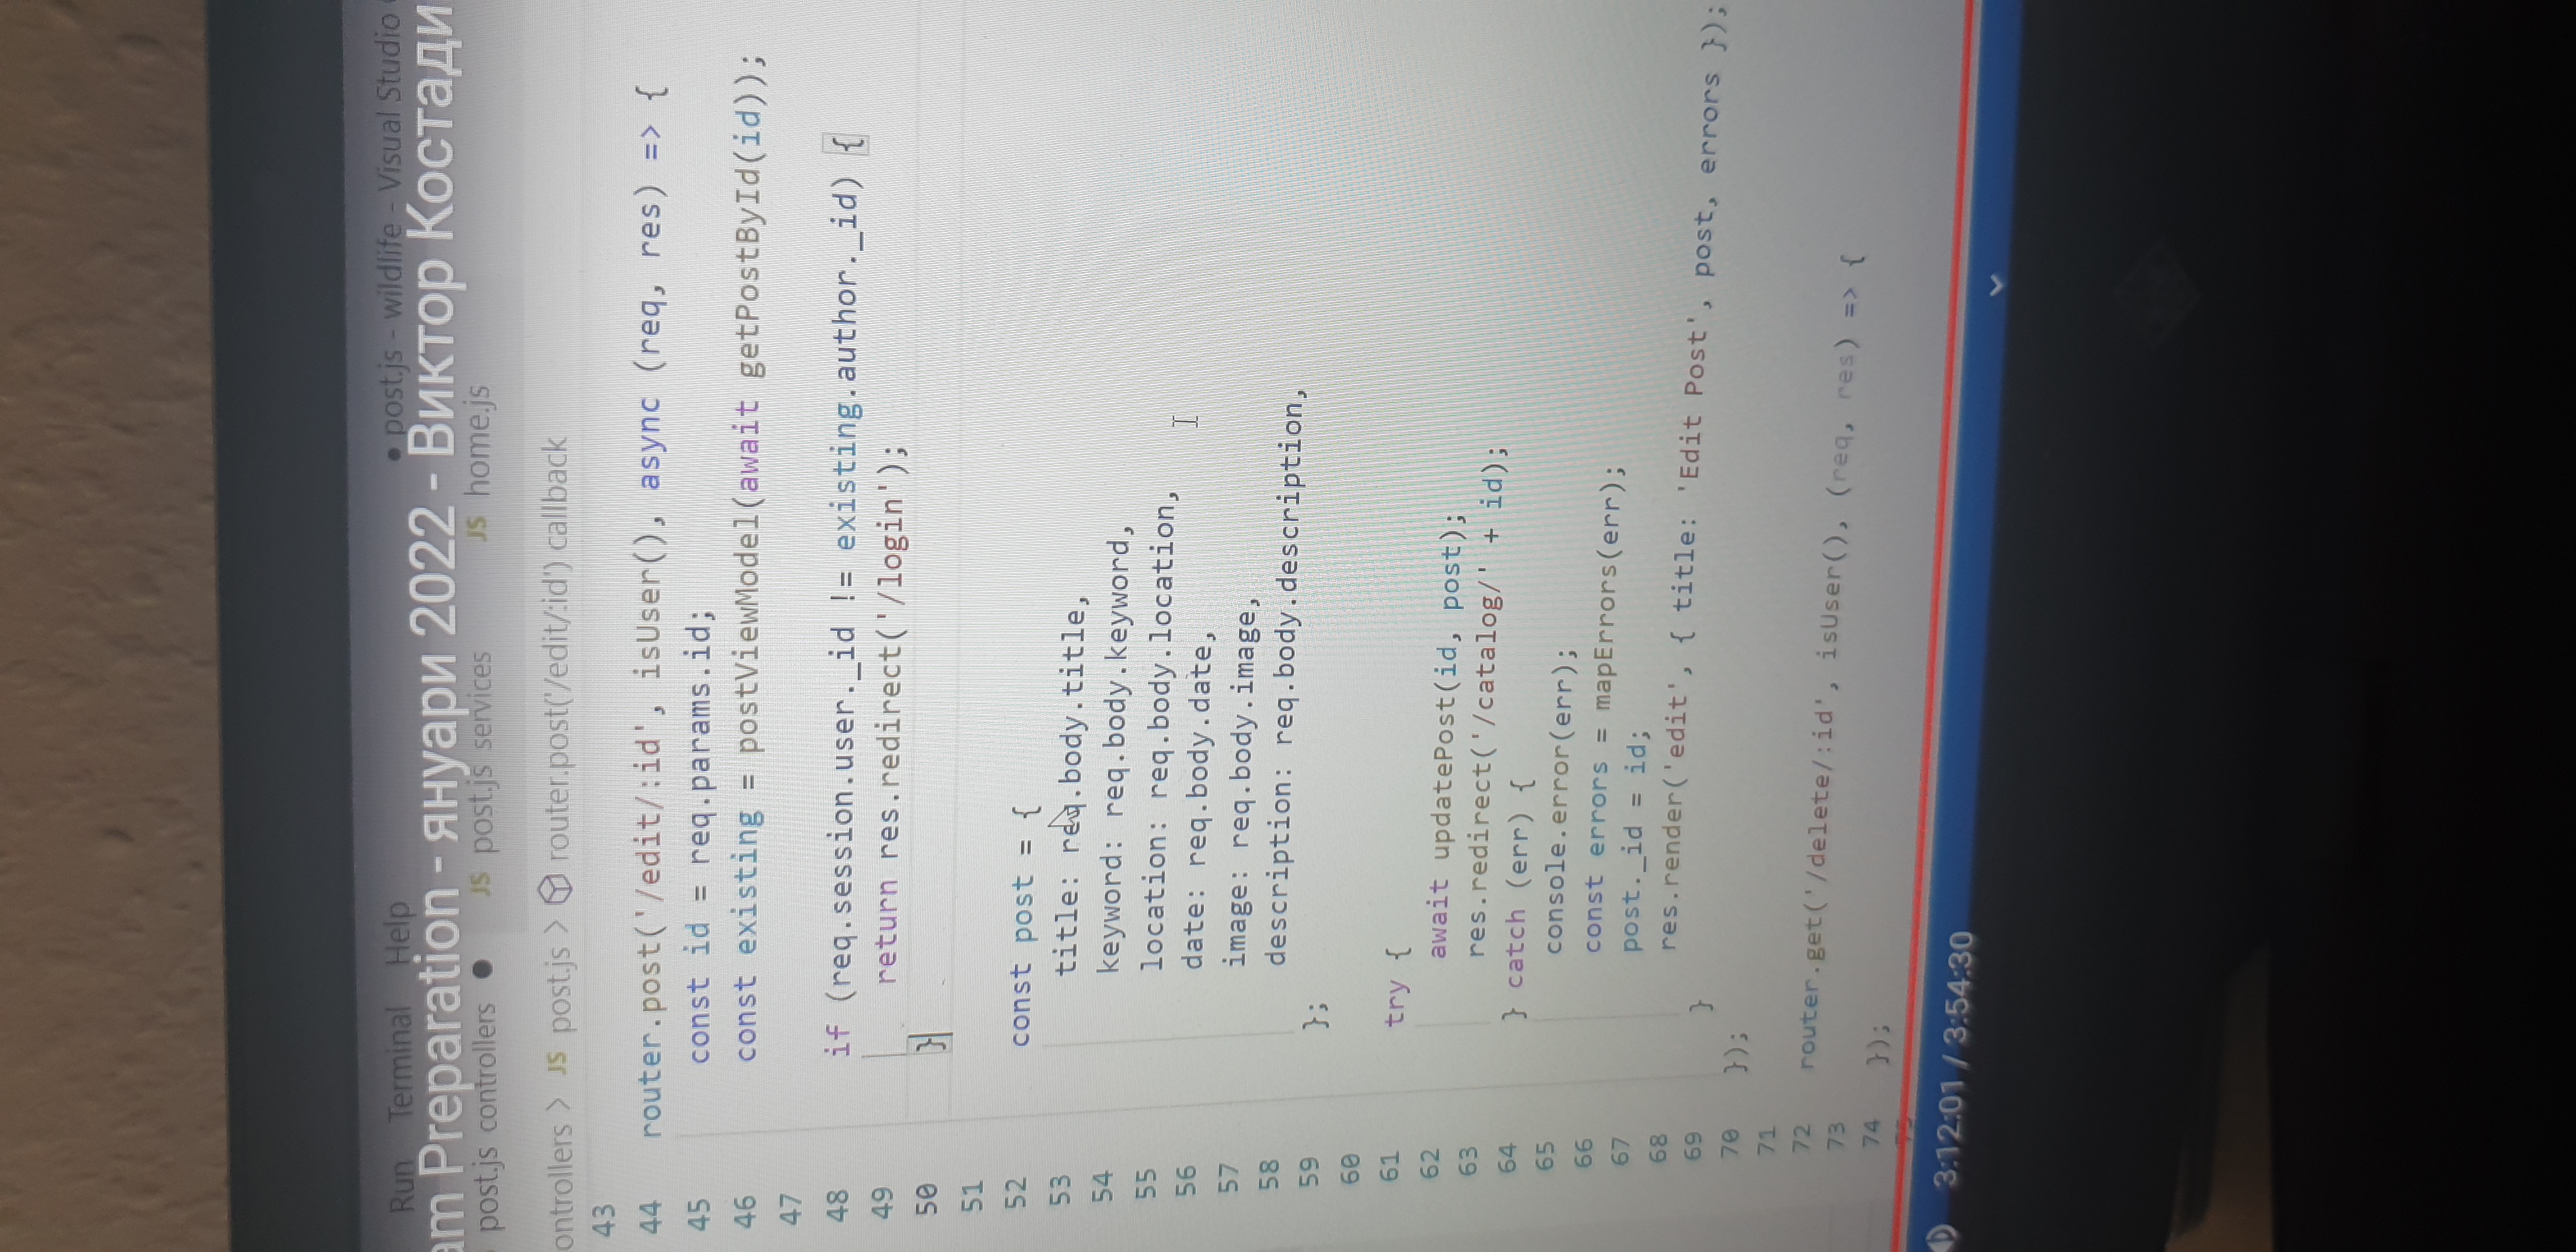 Run Terminal Help ● post.js - wildlife - Visual Studio
am Preparation - януари 2022 - Виктор Костади
post.js controllers ● JS post.js services JS home.js
ontrollers > JS post.js > router.post('/edit/:id') callback
43
44 router.post('/edit/:id', isUser(), async (req, res) => {
45 const id = req.params.id;
46 const existing = postViewModel(await getPostById(id));
47
48 if (req.session.user._id != existing.author._id) {
49 return res.redirect('/login');
50 }
51
52 const post = {
53 title: req.body.title,
54 keyword: req.body.keyword,
55 location: req.body.location,
56 date: req.body.date,
57 image: req.body.image,
58 description: req.body.description,
59 };
60
61 try {
62 await updatePost(id, post);
63 res.redirect('/catalog/' + id);
64 } catch (err) {
65 console.error(err);
66 const errors = mapErrors(err);
67 post._id = id;
68 res.render('edit', { title: 'Edit Post', post, errors });
69 }
70 });
71
72 router.get('/delete/:id', isUser(), (req, res) => {
73
74 });
75
3:12:01 / 3:54:30